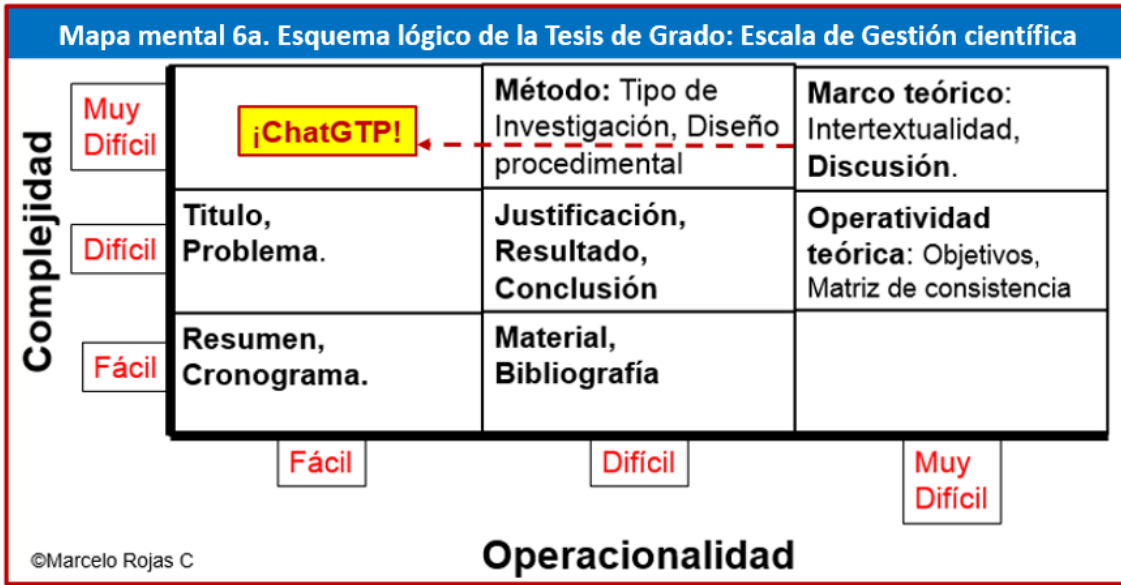 Mapa mental 6a. Esquema lógico de la Tesis de Grado: Escala de Gestión científica
Complejidad
Muy
Difícil
¡ChatGTP!
Método: Tipo de
Investigación, Diseño
procedimental
Marco teórico:
Intertextualidad,
Discusión.
Difícil
Titulo,
Problema.
Justificación,
Resultado,
Conclusión
Operatividad
teórica: Objetivos,
Matriz de consistencia
Fácil
Resumen,
Cronograma.
Material,
Bibliografía
Fácil
Difícil
Muy
Difícil
©Marcelo Rojas C
Operacionalidad